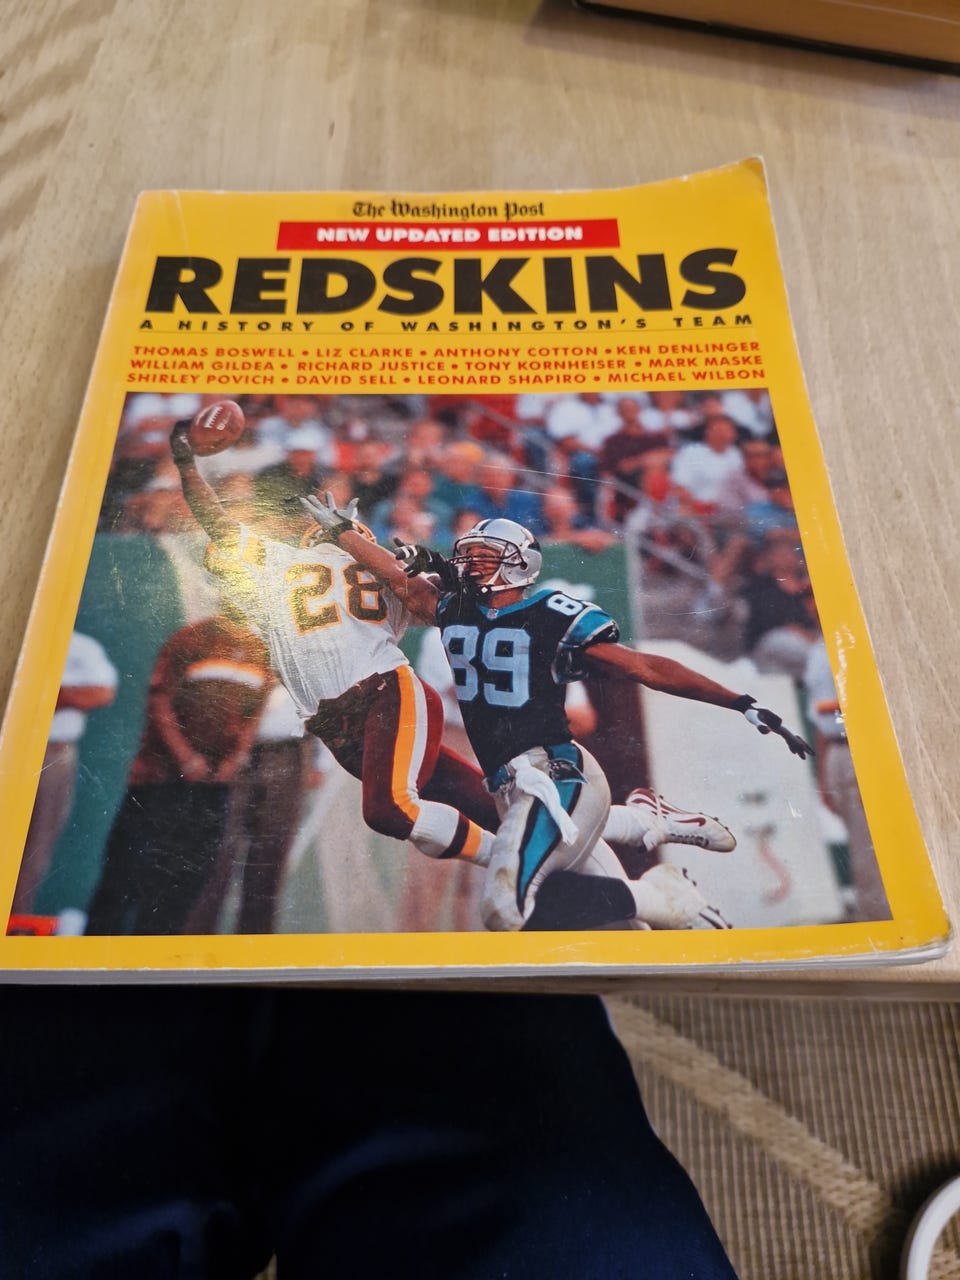 The Washington Post
NEW UPDATED EDITION
REDSKINS
A HISTORY OF WASHINGTON'S TEAM
THOMAS BOSWELL • LIZ CLARKE • ANTHONY COTTON • KEN DENLINGER
WILLIAM GILDEA • RICHARD JUSTICE • TONY KORNHEISER • MARK MASKE
SHIRLEY POVICH • DAVID SELL • LEONARD SHAPIRO • MICHAEL WILBON
28
89
8